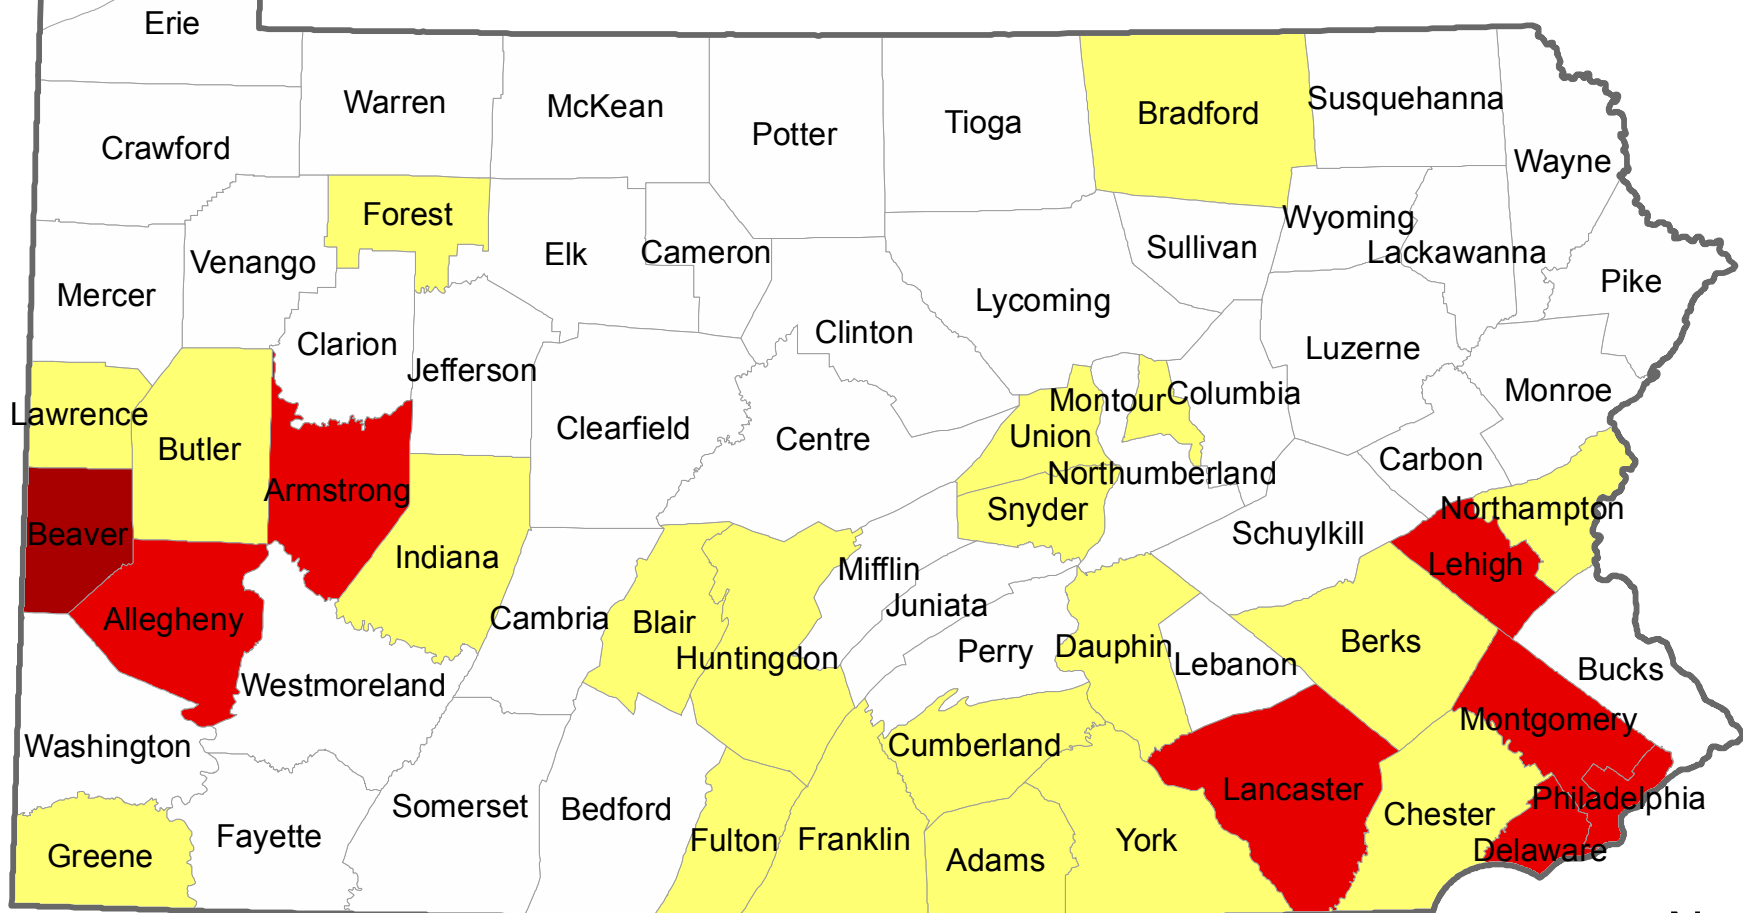 Erie
Warren
McKean
Potter
Tioga
Bradford
Susquehanna
Wayne
Crawford
Forest
Venango
Elk
Cameron
Sullivan
Wyoming
Lackawanna
Pike
Mercer
Clarion
Jefferson
Clinton
Lycoming
Luzerne
Monroe
Lawrence
Butler
Clearfield
Centre
Montour
Columbia
Union
Northumberland
Snyder
Carbon
Northampton
Armstrong
Beaver
Indiana
Schuylkill
Lehigh
Mifflin
Juniata
Allegheny
Cambria
Blair
Huntingdon
Perry
Dauphin
Lebanon
Berks
Bucks
Westmoreland
Washington
Montgomery
Cumberland
Lancaster
Philadelphia
Somerset
Bedford
Chester
Fayette
Greene
Fulton
Franklin
Adams
York
Delaware